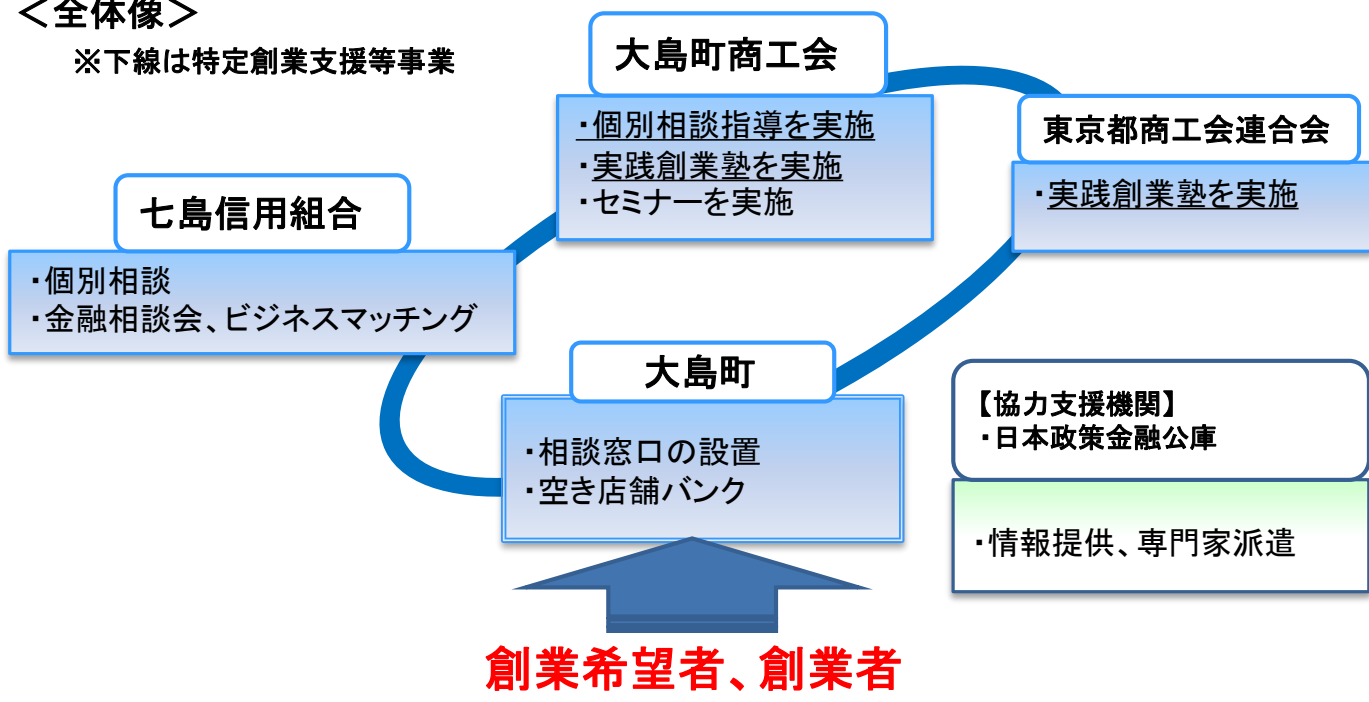 ＜全体像＞
※下線は特定創業支援等事業
大島町商工会
・個別相談指導を実施
・実践創業塾を実施
・セミナーを実施
東京都商工会連合会
・実践創業塾を実施
七島信用組合
・個別相談
・金融相談会、ビジネスマッチング
大島町
・相談窓口の設置
・空き店舗バンク
【協力支援機関】
・日本政策金融公庫
・情報提供、専門家派遣
創業希望者、創業者